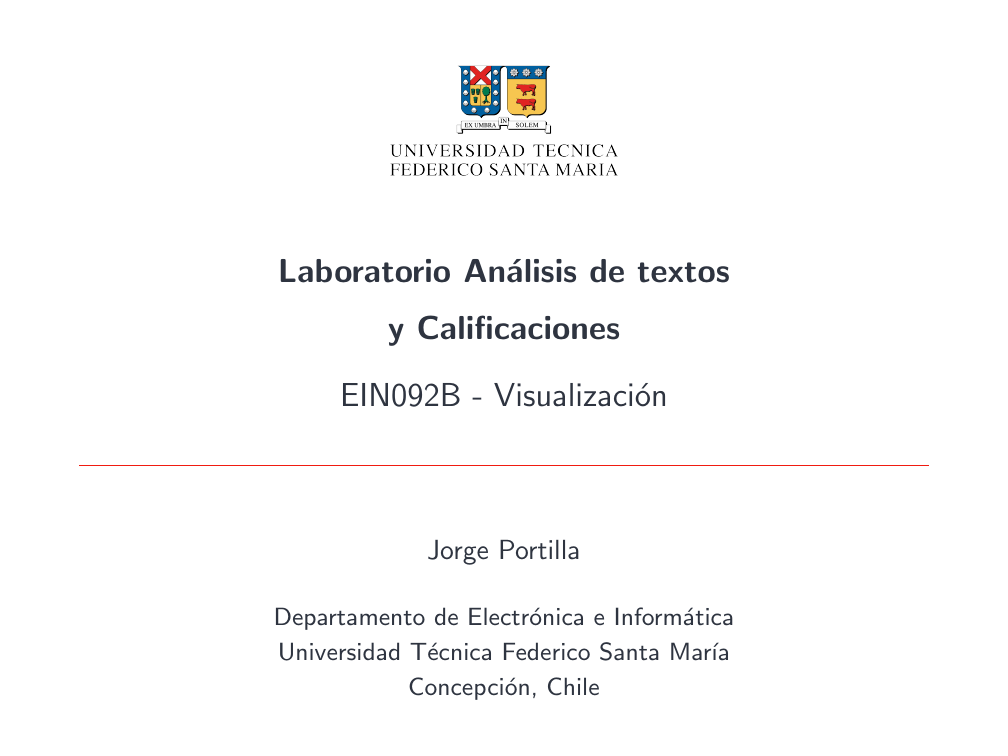 EX UMBRA IN SOLEM
UNIVERSIDAD TECNICA
FEDERICO SANTA MARIA
Laboratorio Análisis de textos
y Calificaciones
EIN092B - Visualización
Jorge Portilla
Departamento de Electrónica e Informática
Universidad Técnica Federico Santa María
Concepción, Chile